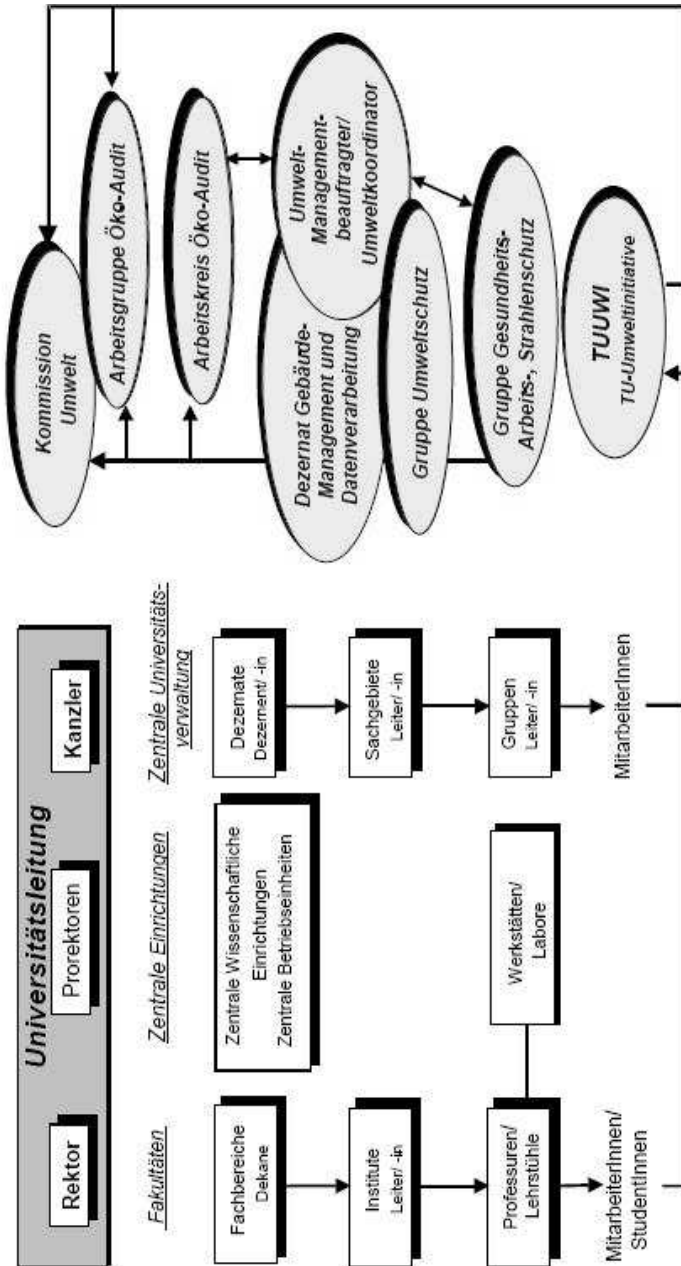 Universitätsleitung
Rektor
Prorektoren
Kanzler
Fakultäten
Zentrale Einrichtungen
Zentrale Universitäts-
verwaltung
Fachbereiche
Dekane
Zentrale Wissenschaftliche
Einrichtungen
Zentrale Betriebseinheiten
Dezernate
Dezernent/ -in
Institute
Leiter/ -in
Sachgebiete
Leiter/ -in
Professuren/
Lehrstühle
Werkstätten/
Labore
Gruppen
Leiter/ -in
MitarbeiterInnen/
StudentInnen
MitarbeiterInnen
Kommission
Umwelt
Arbeitsgruppe Öko-Audit
Arbeitskreis Öko-Audit
Dezernat Gebäude-
Management und
Datenverarbeitung
Umwelt-
Management-
beauftragter/
Umweltkoordinator
Gruppe Umweltschutz
Gruppe Gesundheits-
Arbeits-, Strahlenschutz
TUUWI
TU-Umweltinitiative